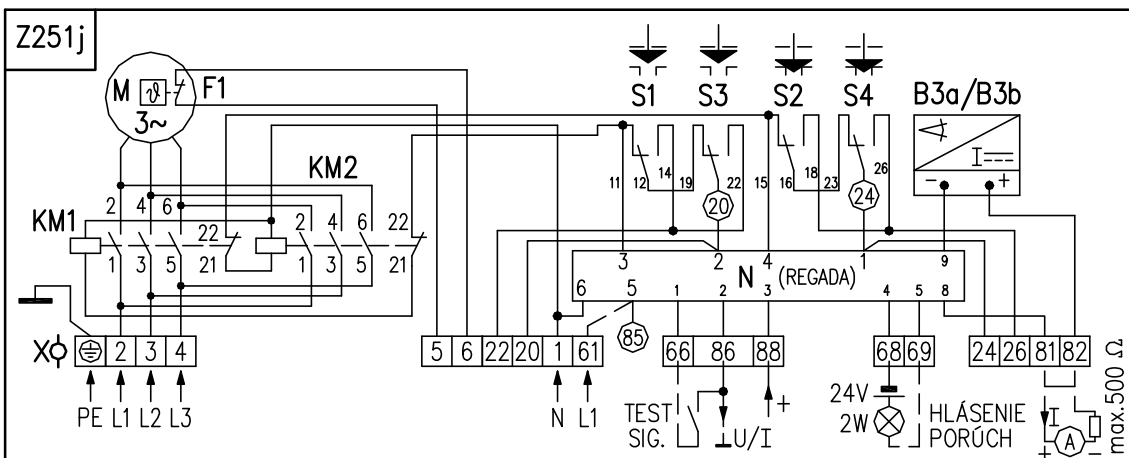 Z251j
M ϑ F1
3~
S1 S3 S2 S4 B3a/B3b
I
- +
KM2
KM1
2 4 6 22
1 3 5 21
2 4 6 22
1 3 5 21
11 12 14 19 22 15 16 18 23 26
20 24
3 2 4 1 9
N (REGADA)
6 5 1 2 3 4 5 8
85
X
2 3 4
5 6 22 20 1 61
66 86 88
68 69
24 26 81 82
PE L1 L2 L3
N L1
TEST
SIG.
U/I
+
24V
2W
HLÁSENIE
PORÚCH
I
A
+ -
max.500 Ω